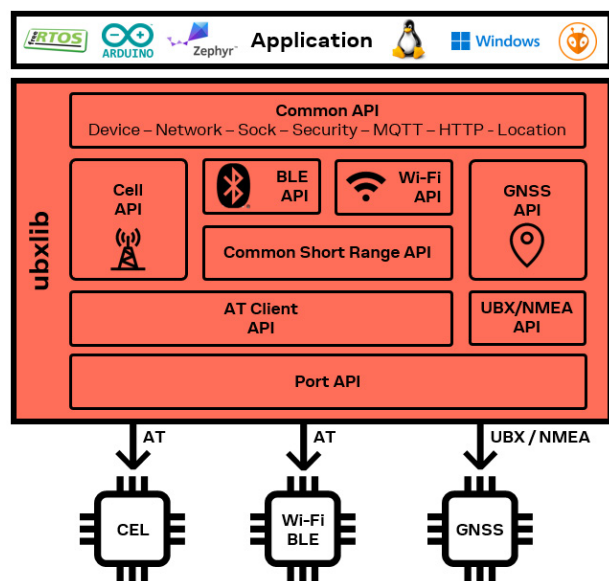 freeRTOS
ARDUINO
Zephyr™
Application
Windows
ubxlib
Common API
Device – Network – Sock – Security – MQTT – HTTP - Location
Cell
API
BLE
API
Wi-Fi
API
GNSS
API
Common Short Range API
AT Client
API
UBX/NMEA
API
Port API
AT
AT
UBX / NMEA
CEL
Wi-Fi
BLE
GNSS